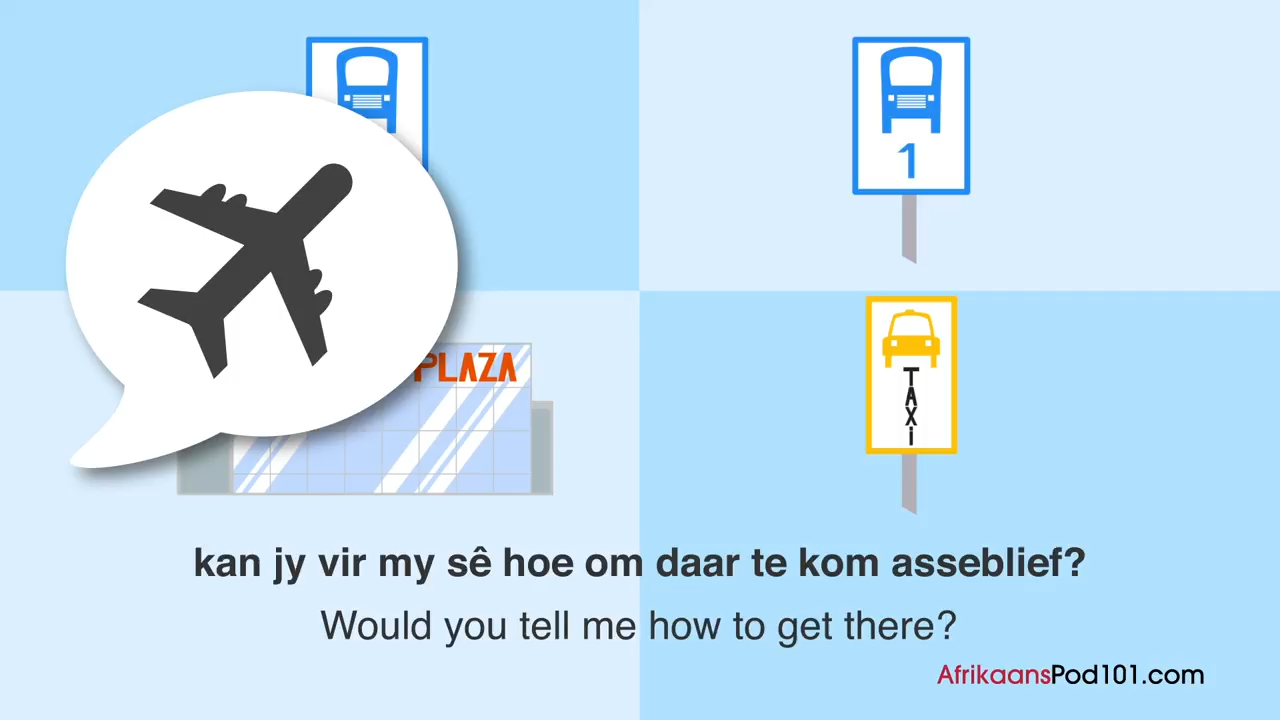 1
PLAZA
TAXi
kan jy vir my sê hoe om daar te kom asseblief?
Would you tell me how to get there?
AfrikaansPod101.com